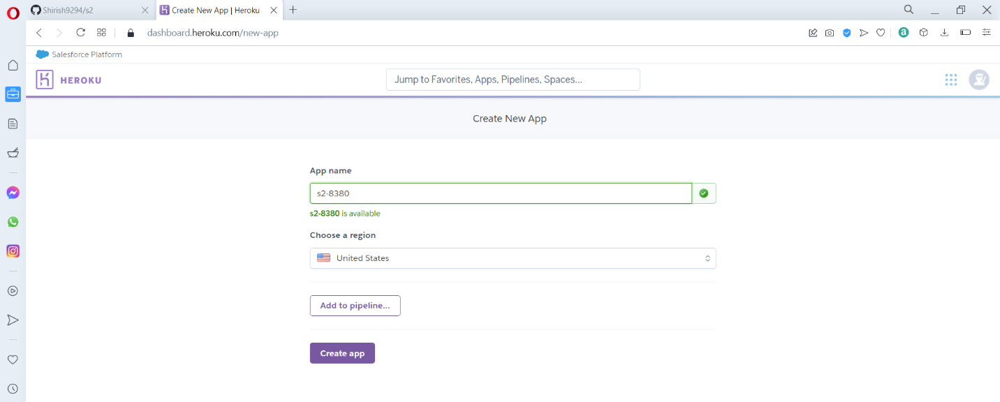 Shirish9294/s2
Create New App | Heroku
dashboard.heroku.com/new-app
a
Salesforce Platform
HEROKU
Jump to Favorites, Apps, Pipelines, Spaces...
Create New App
App name
s2-8380
s2-8380 is available
Choose a region
United States
Add to pipeline...
Create app